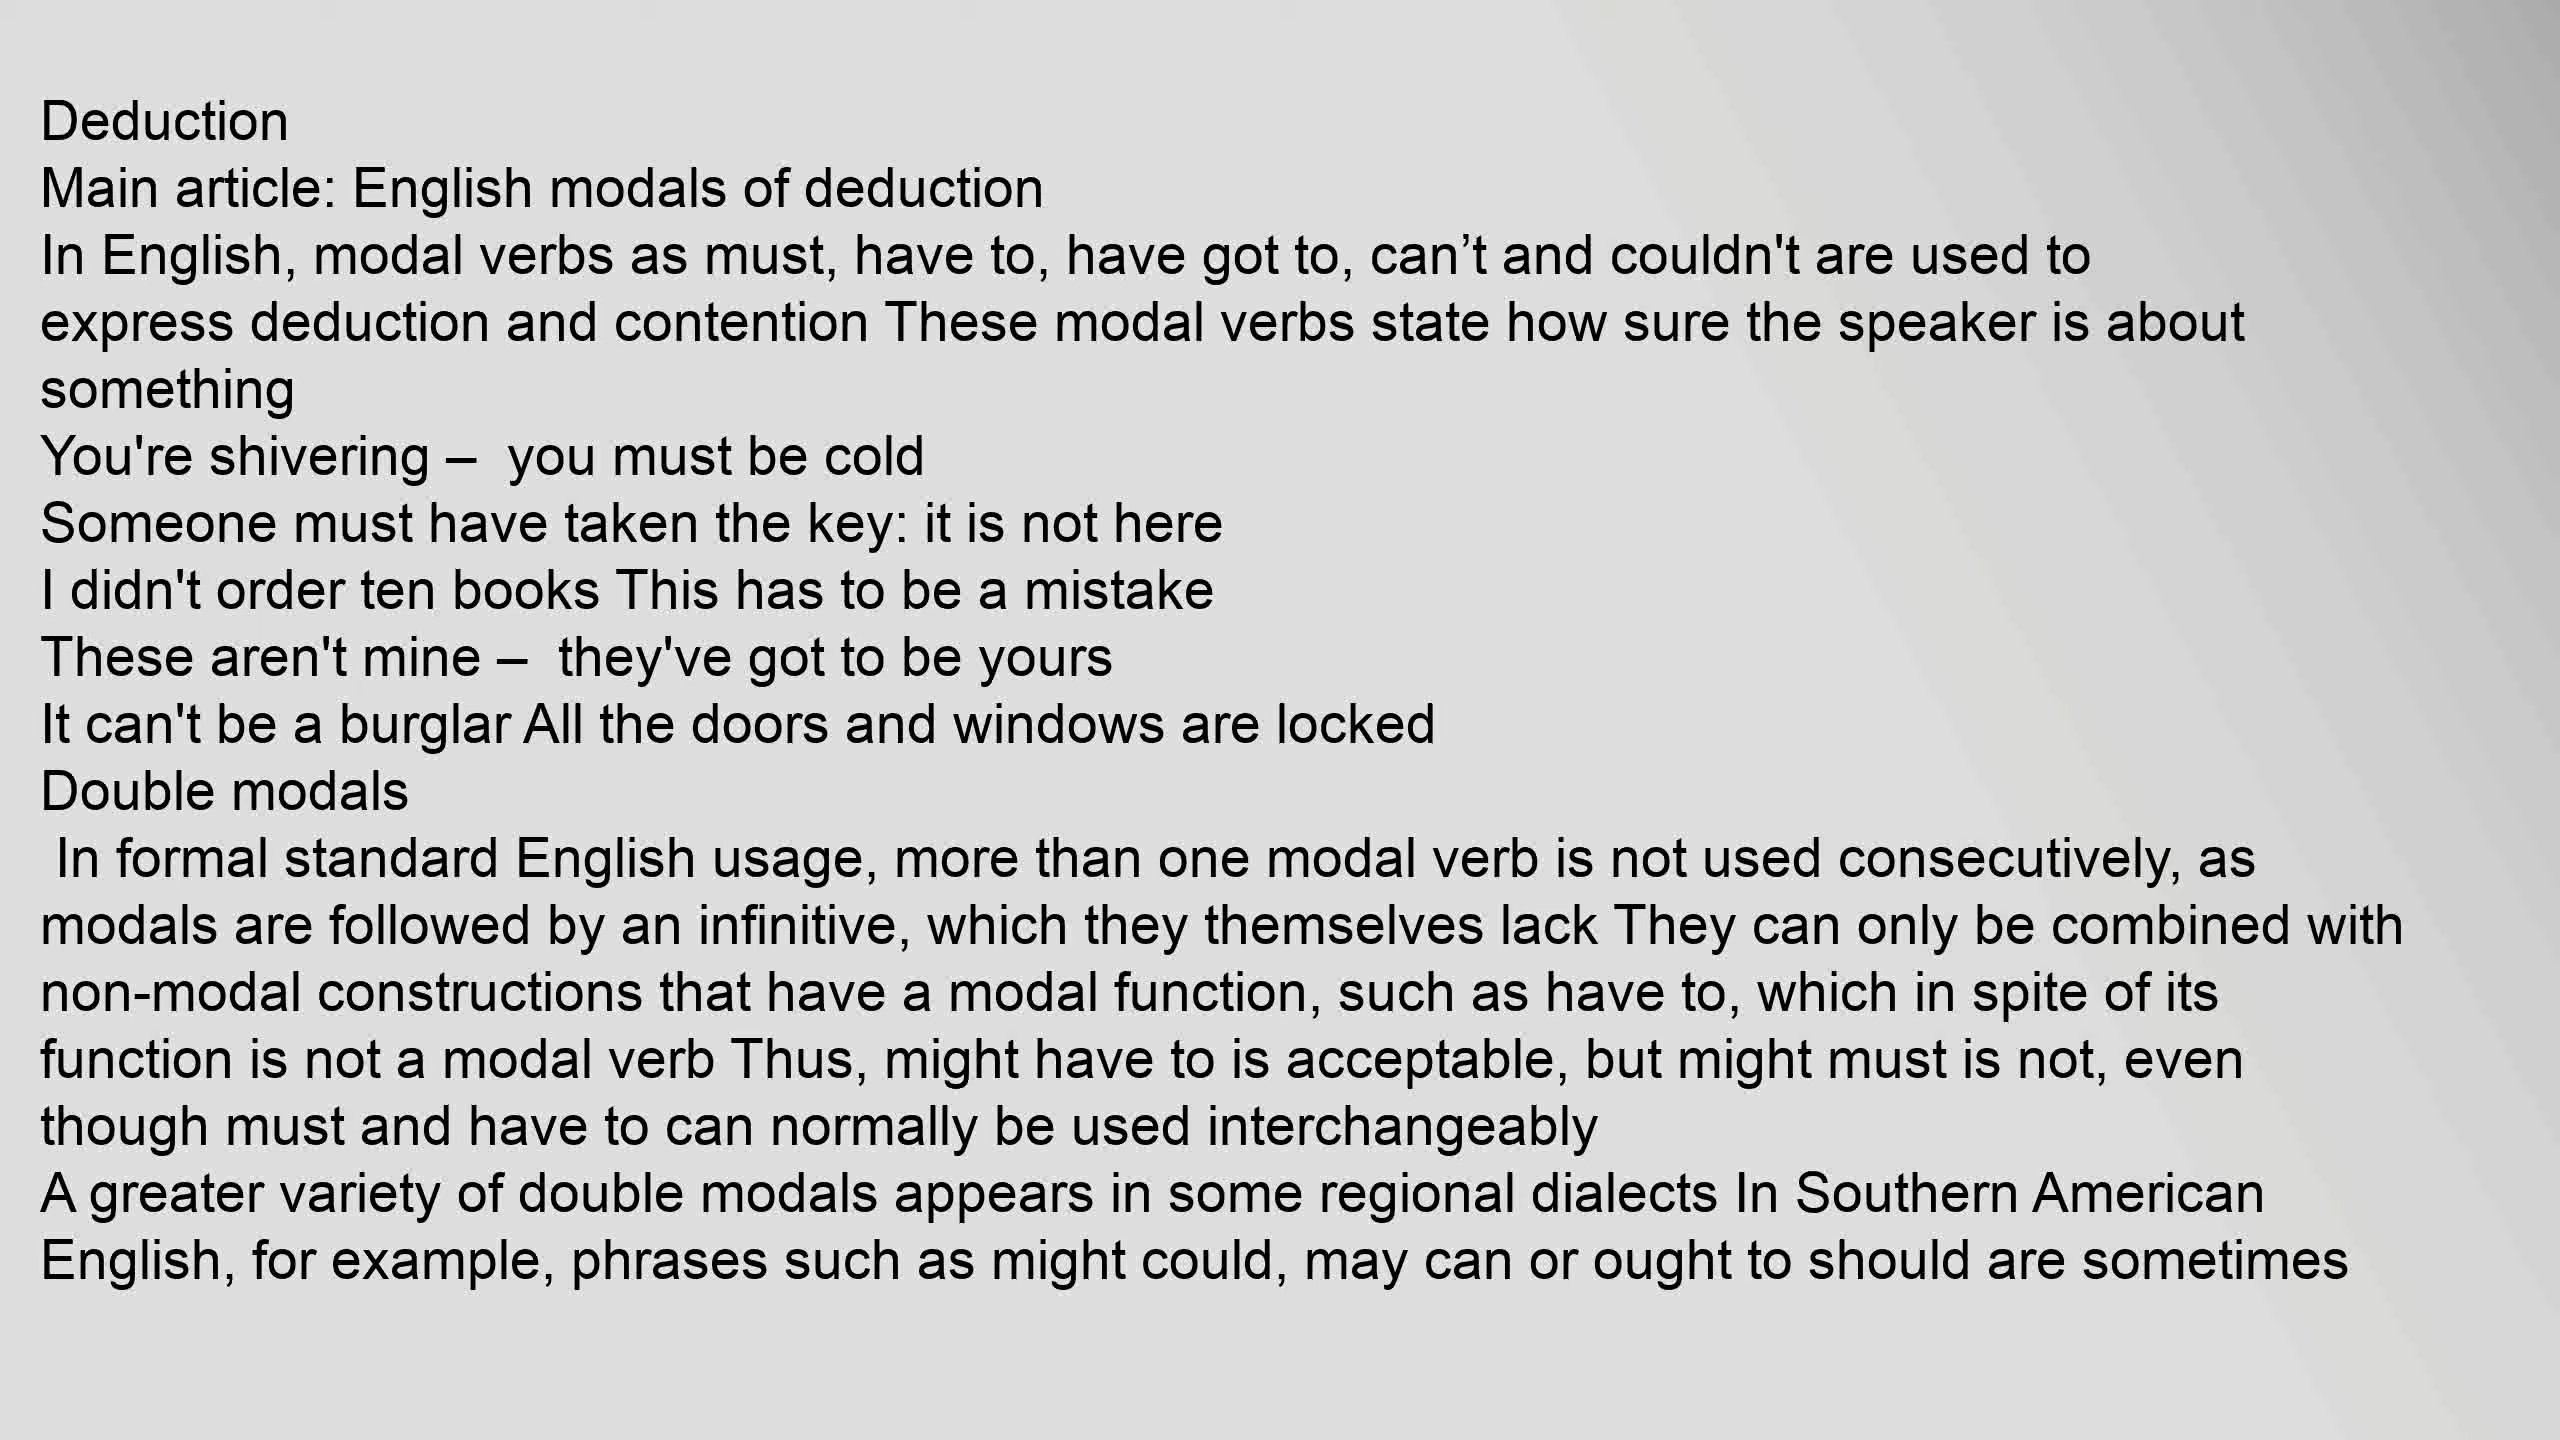 Deduction
Main article: English modals of deduction
In English, modal verbs as must, have to, have got to, can’t and couldn't are used to
express deduction and contention These modal verbs state how sure the speaker is about
something
You're shivering –  you must be cold
Someone must have taken the key: it is not here
I didn't order ten books This has to be a mistake
These aren't mine –  they've got to be yours
It can't be a burglar All the doors and windows are locked
Double modals
In formal standard English usage, more than one modal verb is not used consecutively, as
modals are followed by an infinitive, which they themselves lack They can only be combined with
non-modal constructions that have a modal function, such as have to, which in spite of its
function is not a modal verb Thus, might have to is acceptable, but might must is not, even
though must and have to can normally be used interchangeably
A greater variety of double modals appears in some regional dialects In Southern American
English, for example, phrases such as might could, may can or ought to should are sometimes